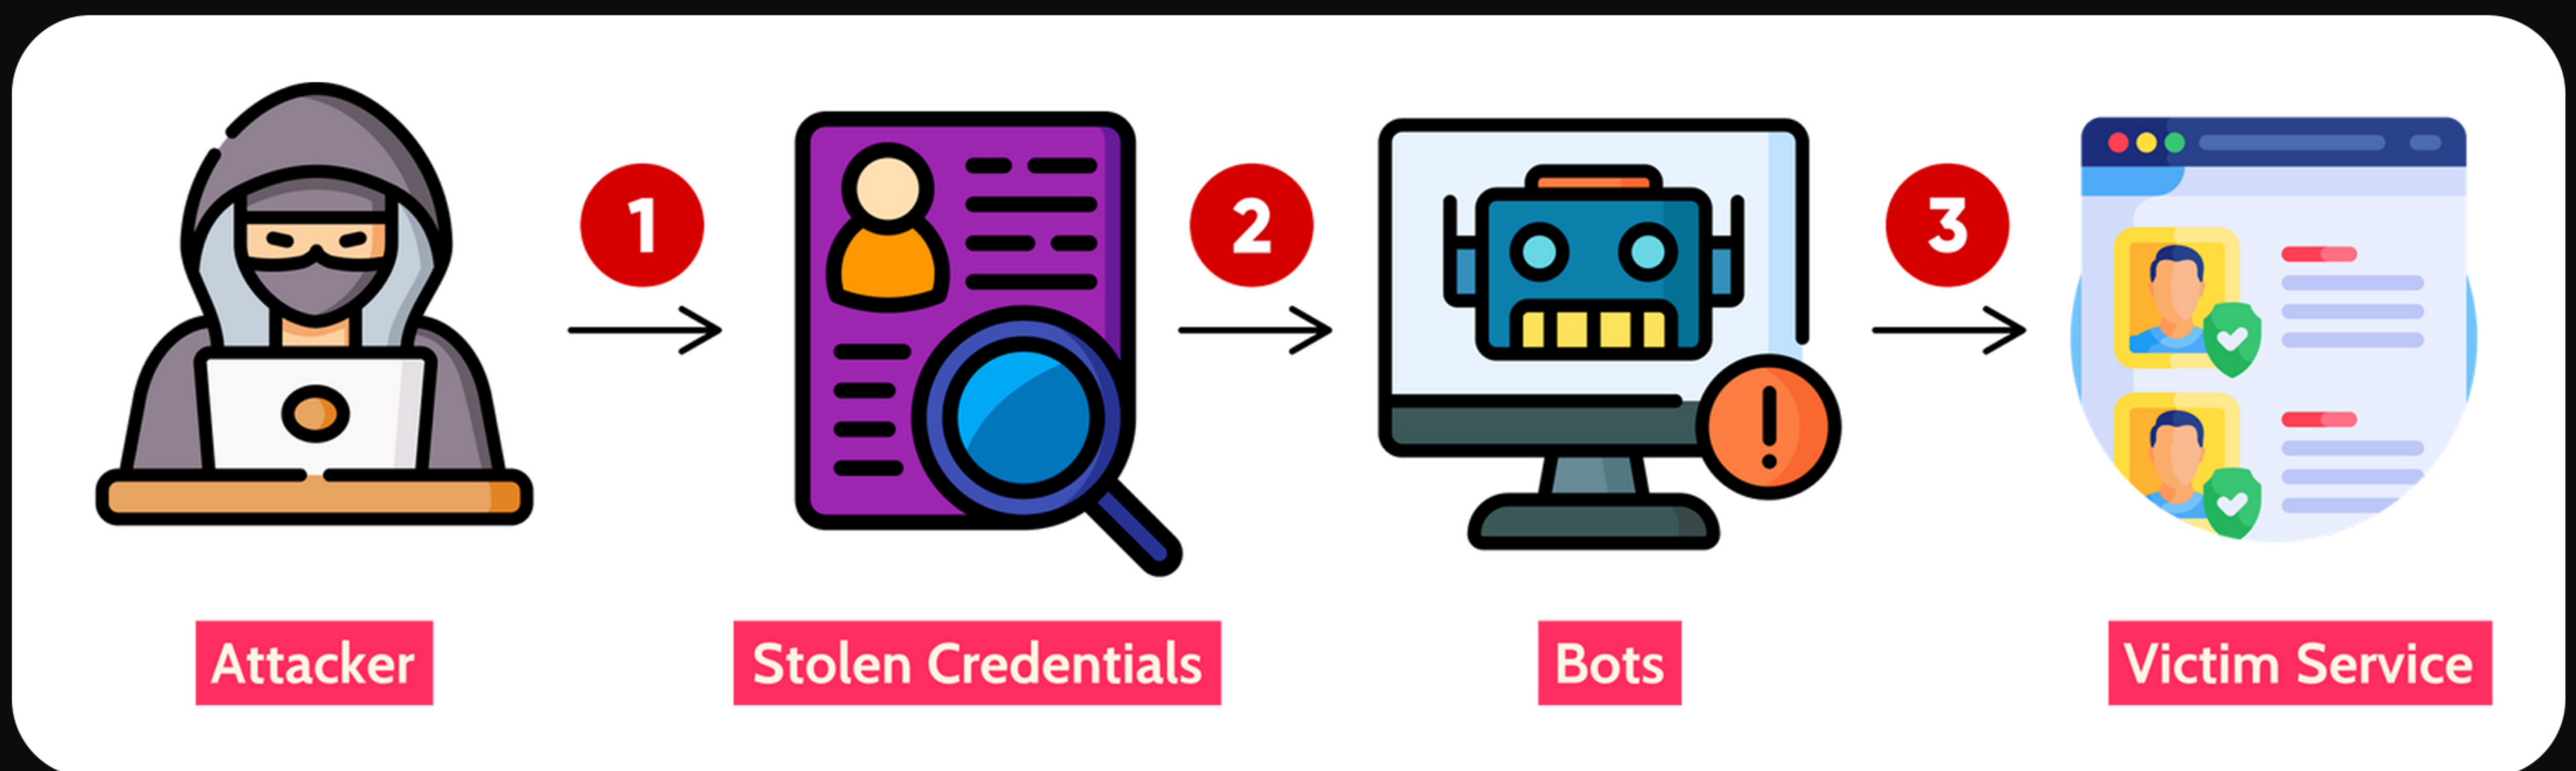 1
2
3
Attacker
Stolen Credentials
Bots
Victim Service